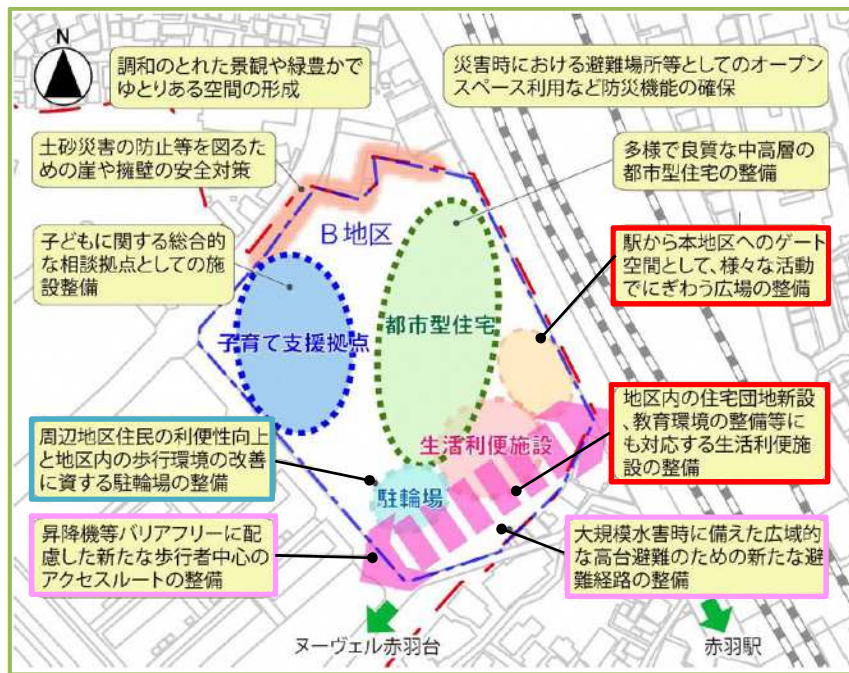 N
調和のとれた景観や緑豊かで
ゆとりある空間の形成
災害時における避難場所等としてのオープン
スペース利用など防災機能の確保
土砂災害の防止等を図るた
めの崖や擁壁の安全対策
多様で良質な中高層の
都市型住宅の整備
B地区
子どもに関する総合的
な相談拠点としての施
設整備
駅から本地区へのゲート
空間として、様々な活動
でにぎわう広場の整備
都市型住宅
子育て支援拠点
地区内の住宅団地新設
、教育環境の整備等に
も対応する生活利便施
設の整備
周辺地区住民の利便性向上
と地区内の歩行環境の改善
に資する駐輪場の整備
生活利便施設
駐輪場
昇降機等バリアフリーに配
慮した新たな歩行者中心の
アクセスルートの整備
大規模水害時に備えた広域的
な高台避難のための新たな避
難経路の整備
ヌーヴェル赤羽台
赤羽駅